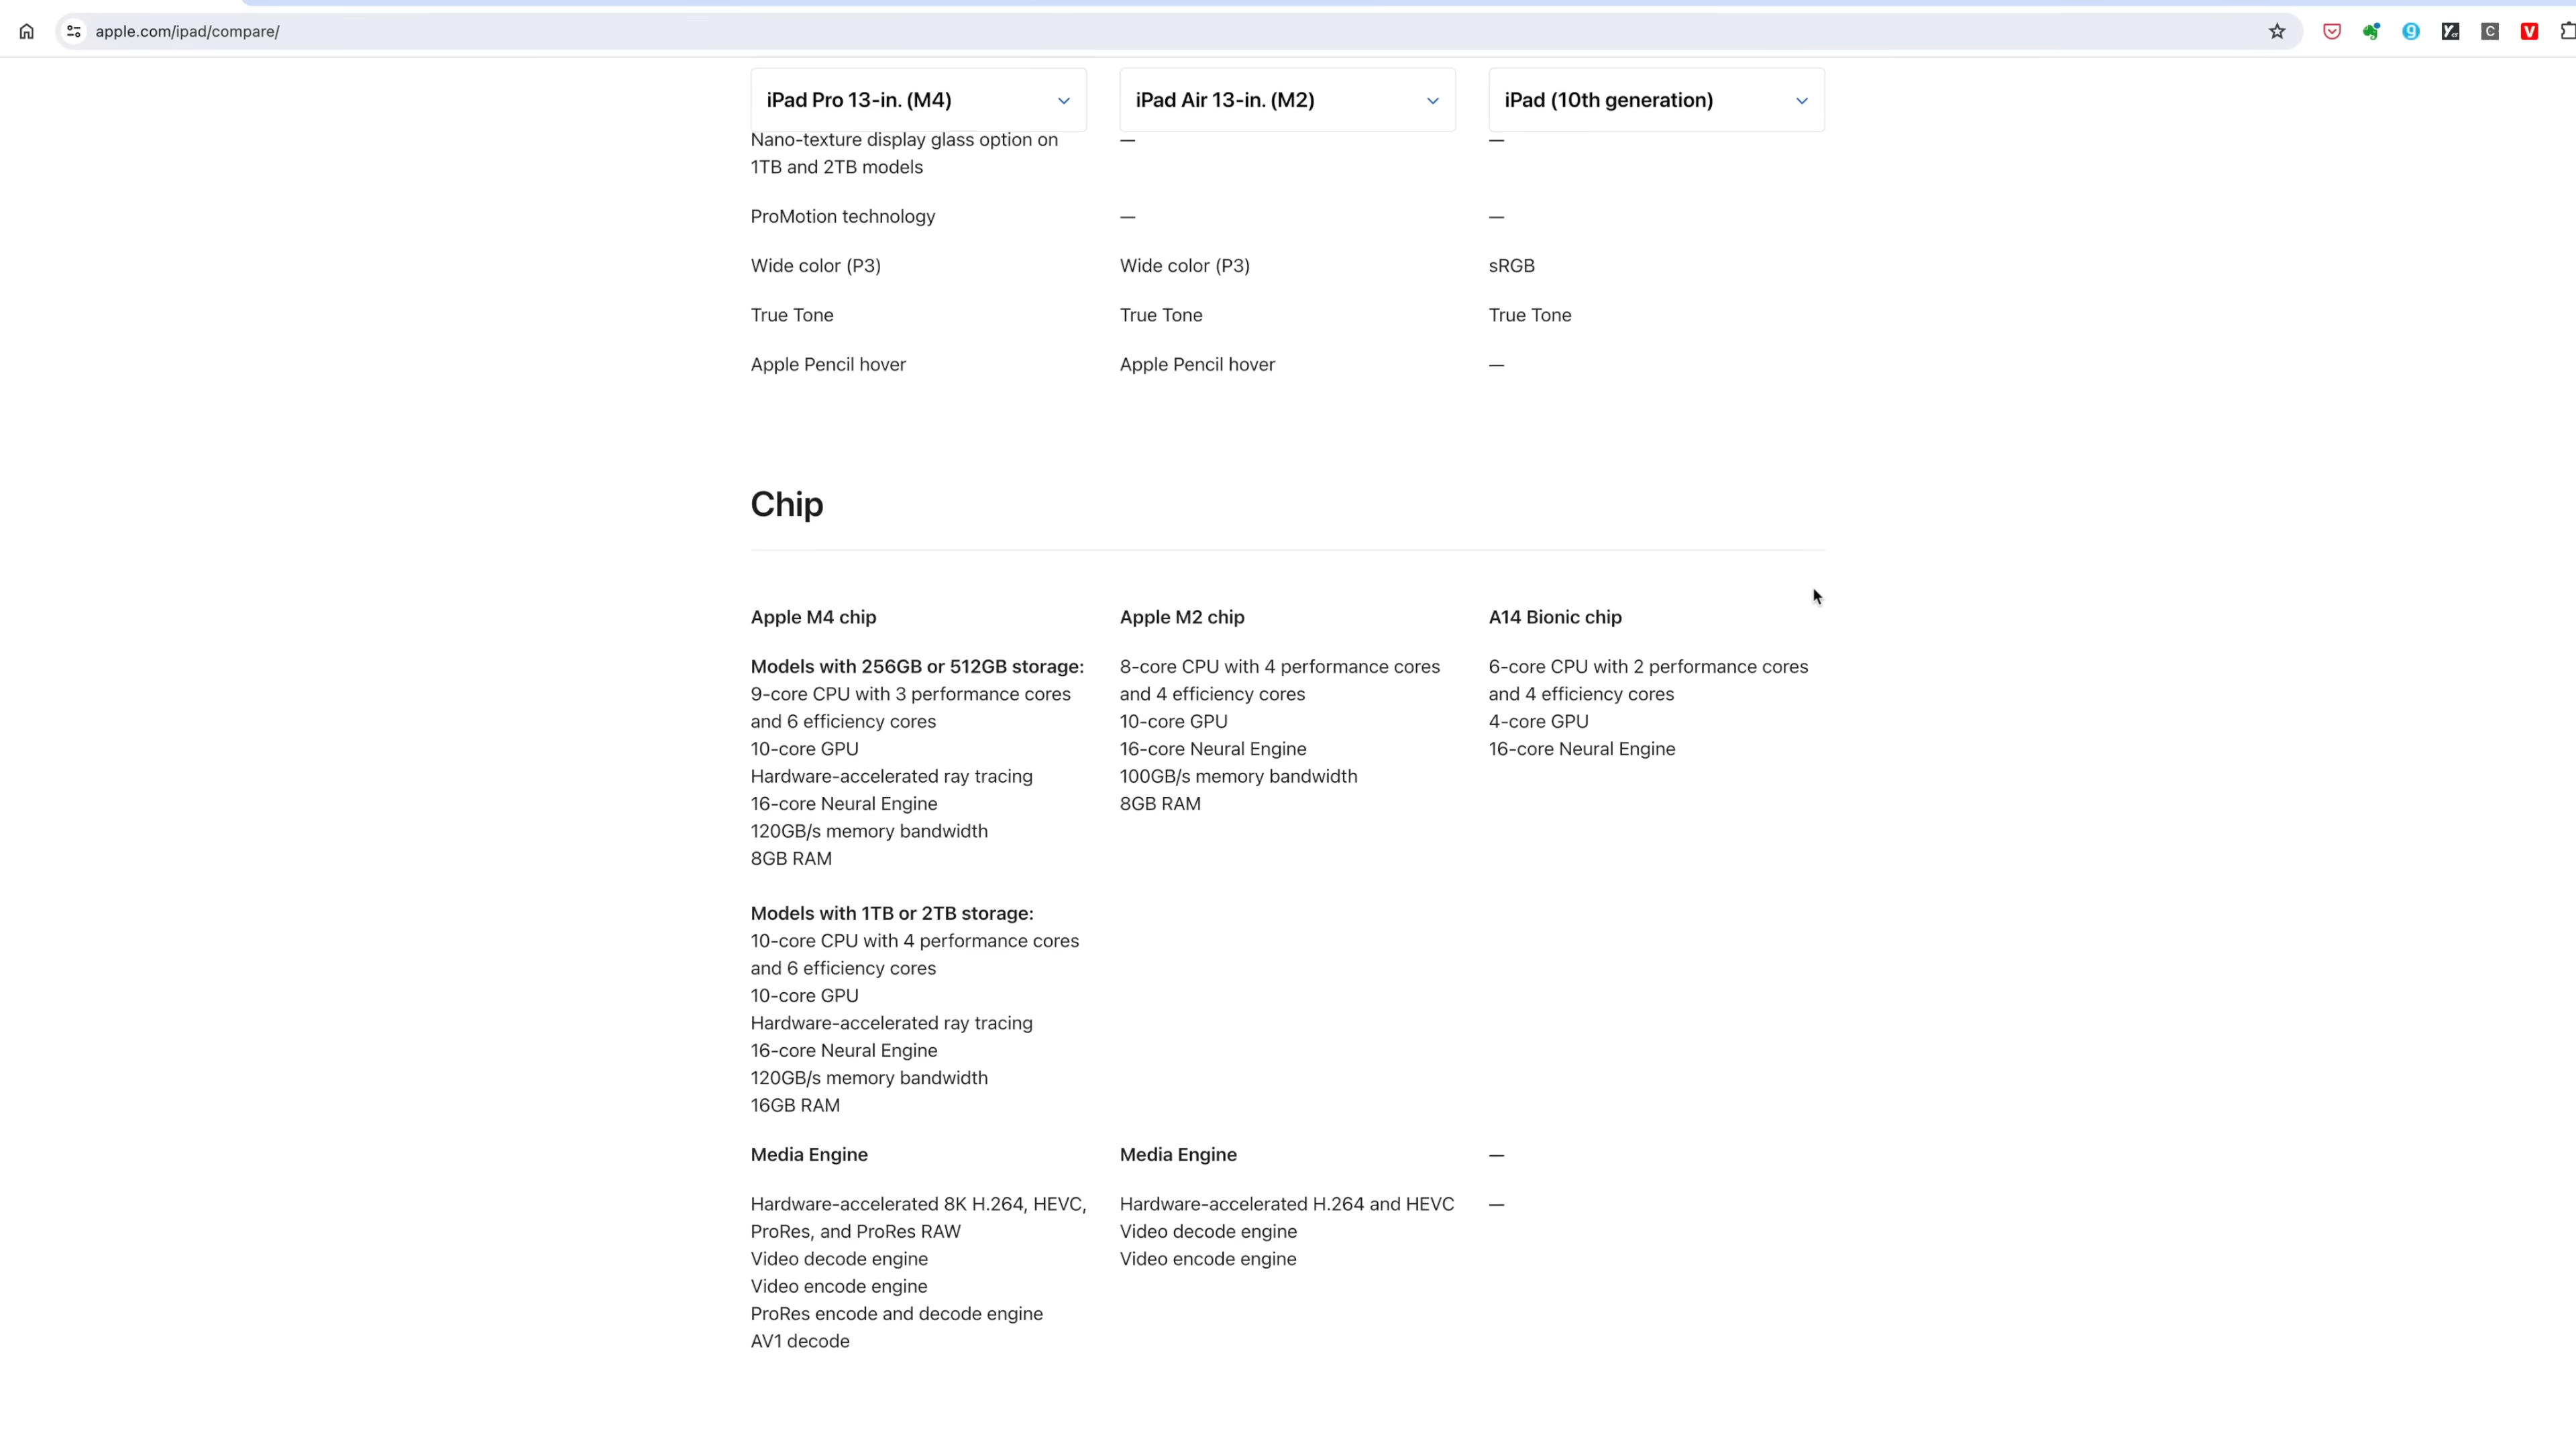 apple.com/ipad/compare/
iPad Pro 13-in. (M4)
iPad Air 13-in. (M2)
iPad (10th generation)
Nano-texture display glass option on
1TB and 2TB models
—
—
ProMotion technology
—
—
Wide color (P3)
Wide color (P3)
sRGB
True Tone
True Tone
True Tone
Apple Pencil hover
Apple Pencil hover
—
Chip
Apple M4 chip
Apple M2 chip
A14 Bionic chip
Models with 256GB or 512GB storage:
9-core CPU with 3 performance cores
and 6 efficiency cores
10-core GPU
Hardware-accelerated ray tracing
16-core Neural Engine
120GB/s memory bandwidth
8GB RAM
Models with 1TB or 2TB storage:
10-core CPU with 4 performance cores
and 6 efficiency cores
10-core GPU
Hardware-accelerated ray tracing
16-core Neural Engine
120GB/s memory bandwidth
16GB RAM
8-core CPU with 4 performance cores
and 4 efficiency cores
10-core GPU
16-core Neural Engine
100GB/s memory bandwidth
8GB RAM
6-core CPU with 2 performance cores
and 4 efficiency cores
4-core GPU
16-core Neural Engine
Media Engine
Media Engine
—
Hardware-accelerated 8K H.264, HEVC,
ProRes, and ProRes RAW
Video decode engine
Video encode engine
ProRes encode and decode engine
AV1 decode
Hardware-accelerated H.264 and HEVC
Video decode engine
Video encode engine
—